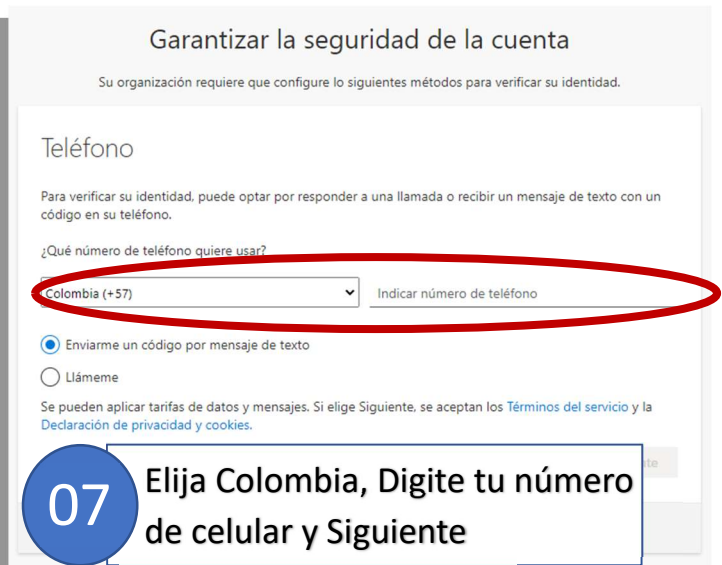 Garantizar la seguridad de la cuenta
Su organización requiere que configure lo siguientes métodos para verificar su identidad.
Teléfono
Para verificar su identidad, puede optar por responder a una llamada o recibir un mensaje de texto con un
código en su teléfono.
¿Qué número de teléfono quiere usar?
Colombia (+57) Indicar número de teléfono
Enviarme un código por mensaje de texto
Llámeme
Se pueden aplicar tarifas de datos y mensajes. Si elige Siguiente, se aceptan los Términos del servicio y la
Declaración de privacidad y cookies.
07
Elija Colombia, Digite tu número
de celular y Siguiente